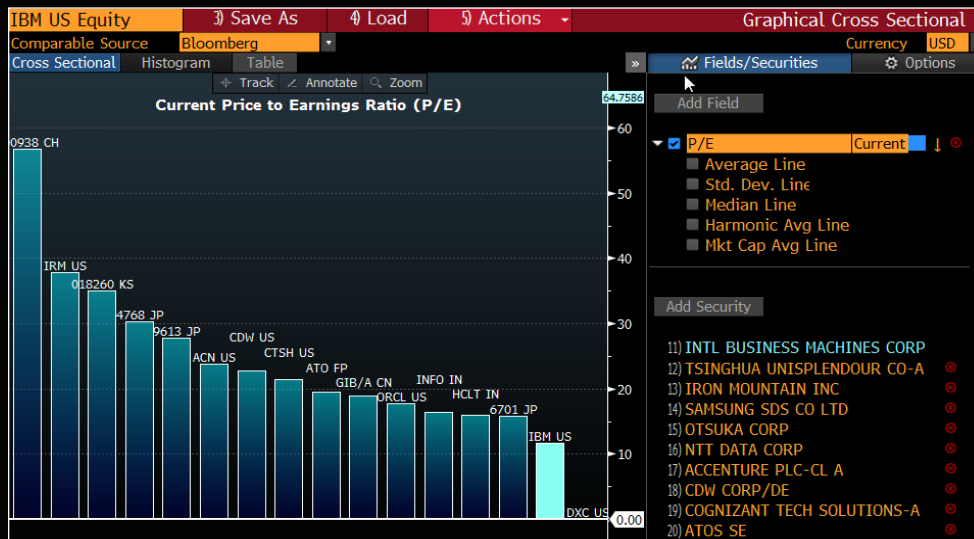 IBM US Equity 3) Save As 4) Load 5) Actions Graphical Cross Sectional
Comparable Source Bloomberg Currency USD
Cross Sectional Histogram Table » Fields/Securities Options
Track Annotate Zoom
Current Price to Earnings Ratio (P/E)
64.7586
60
50
40
30
20
10
0.00
0938 CH
IRM US
018260 KS
4768 JP
9613 JP
ACN US
CDW US
CTSH US
ATO FP
GIB/A CN
ORCL US
INFO IN
HCLT IN
6701 JP
IBM US
DXC US
Add Field
P/E Current
Average Line
Std. Dev. Line
Median Line
Harmonic Avg Line
Mkt Cap Avg Line
Add Security
11) INTL BUSINESS MACHINES CORP
12) TSINGHUA UNISPLENDOUR CO-A
13) IRON MOUNTAIN INC
14) SAMSUNG SDS CO LTD
15) OTSUKA CORP
16) NTT DATA CORP
17) ACCENTURE PLC-CL A
18) CDW CORP/DE
19) COGNIZANT TECH SOLUTIONS-A
20) ATOS SE